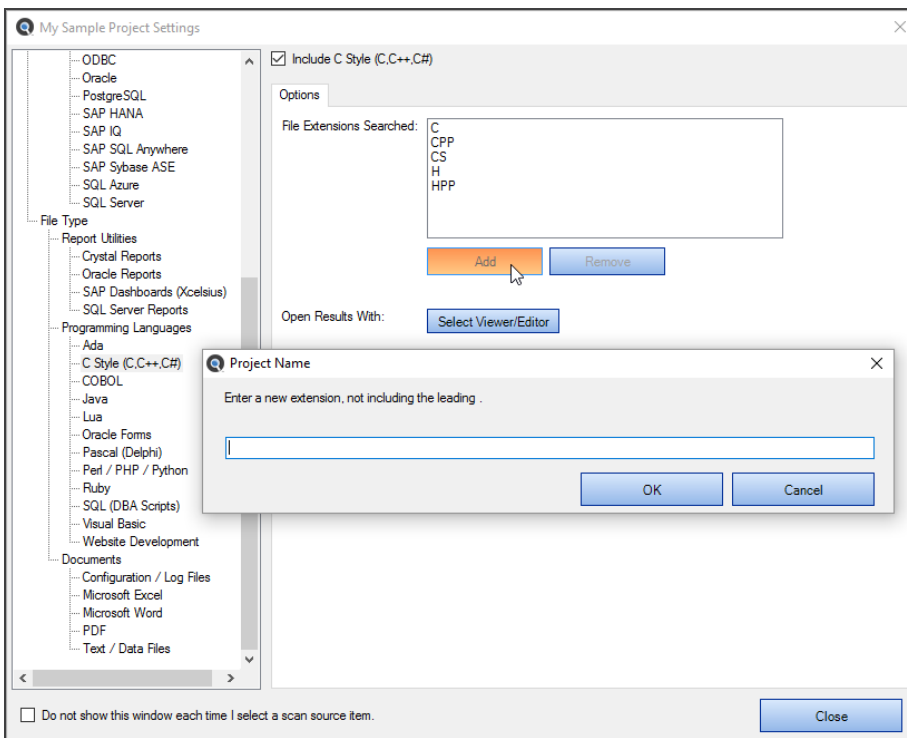 My Sample Project Settings
ODBC
Oracle
PostgreSQL
SAP HANA
SAP IQ
SAP SQL Anywhere
SAP Sybase ASE
SQL Azure
SQL Server
File Type
Report Utilities
Crystal Reports
Oracle Reports
SAP Dashboards (Xcelsius)
SQL Server Reports
Programming Languages
Ada
C Style (C,C++,C#)
COBOL
Java
Lua
Oracle Forms
Pascal (Delphi)
Perl / PHP / Python
Ruby
SQL (DBA Scripts)
Visual Basic
Website Development
Documents
Configuration / Log Files
Microsoft Excel
Microsoft Word
PDF
Text / Data Files
Include C Style (C,C++,C#)
Options
File Extensions Searched:
C
CPP
CS
H
HPP
Add
Remove
Open Results With:
Select Viewer/Editor
Project Name
Enter a new extension, not including the leading .
OK
Cancel
Do not show this window each time I select a scan source item.
Close